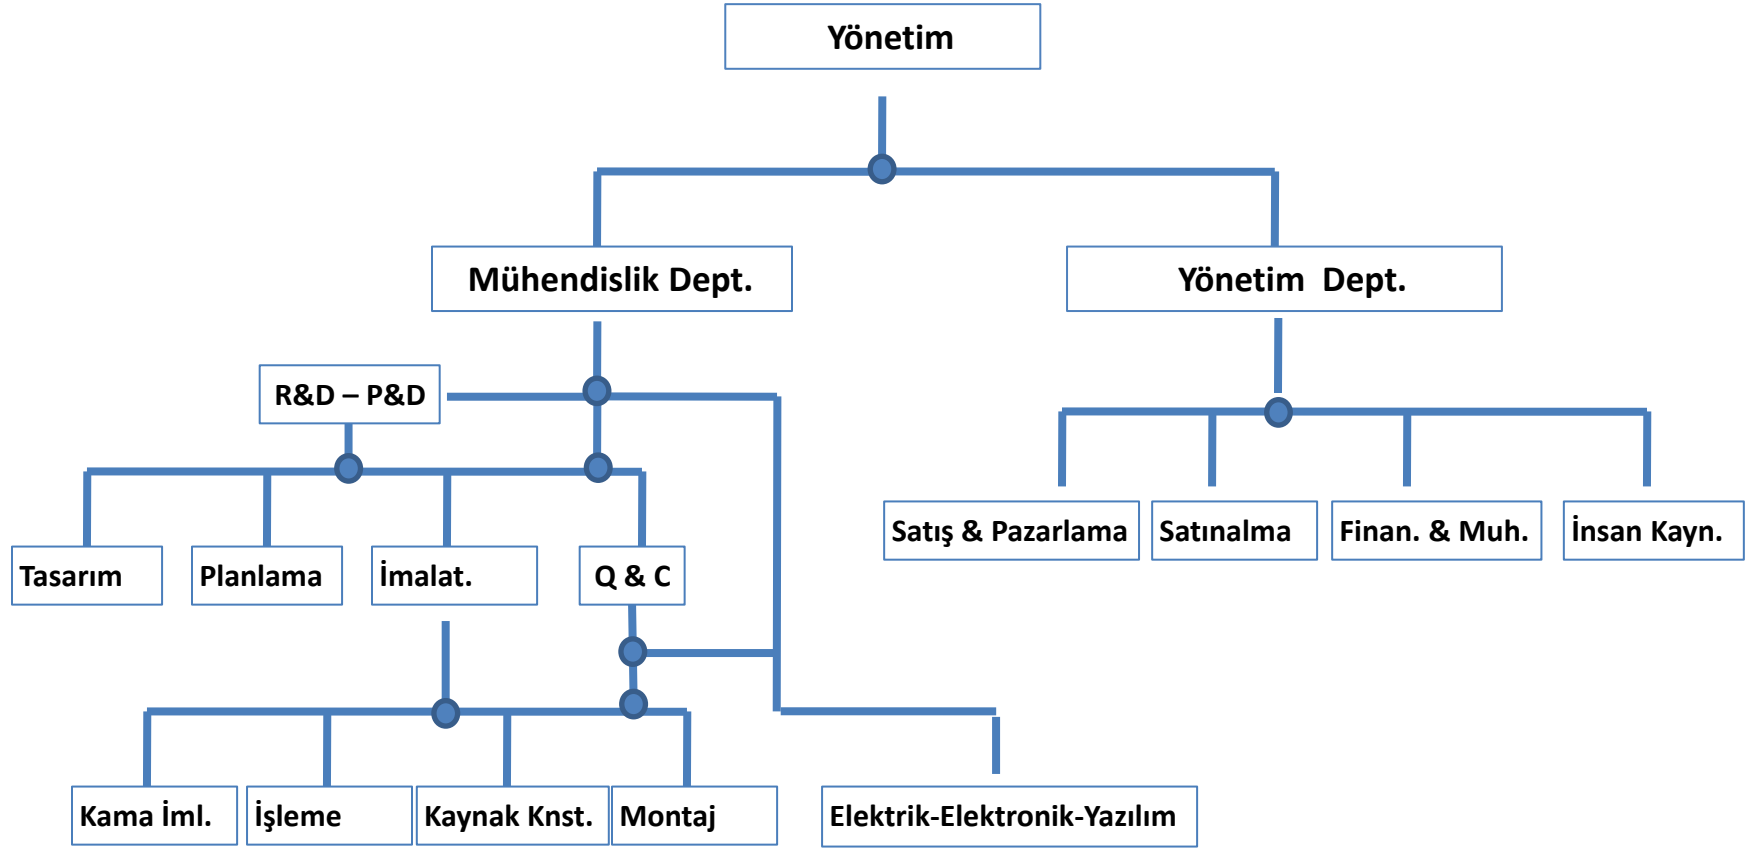 Yönetim
Mühendislik Dept.
Yönetim Dept.
R&D – P&D
Satış & Pazarlama
Satınalma
Finan. & Muh.
İnsan Kayn.
Tasarım
Planlama
İmalat.
Q & C
Kama İml.
İşleme
Kaynak Knst.
Montaj
Elektrik-Elektronik-Yazılım